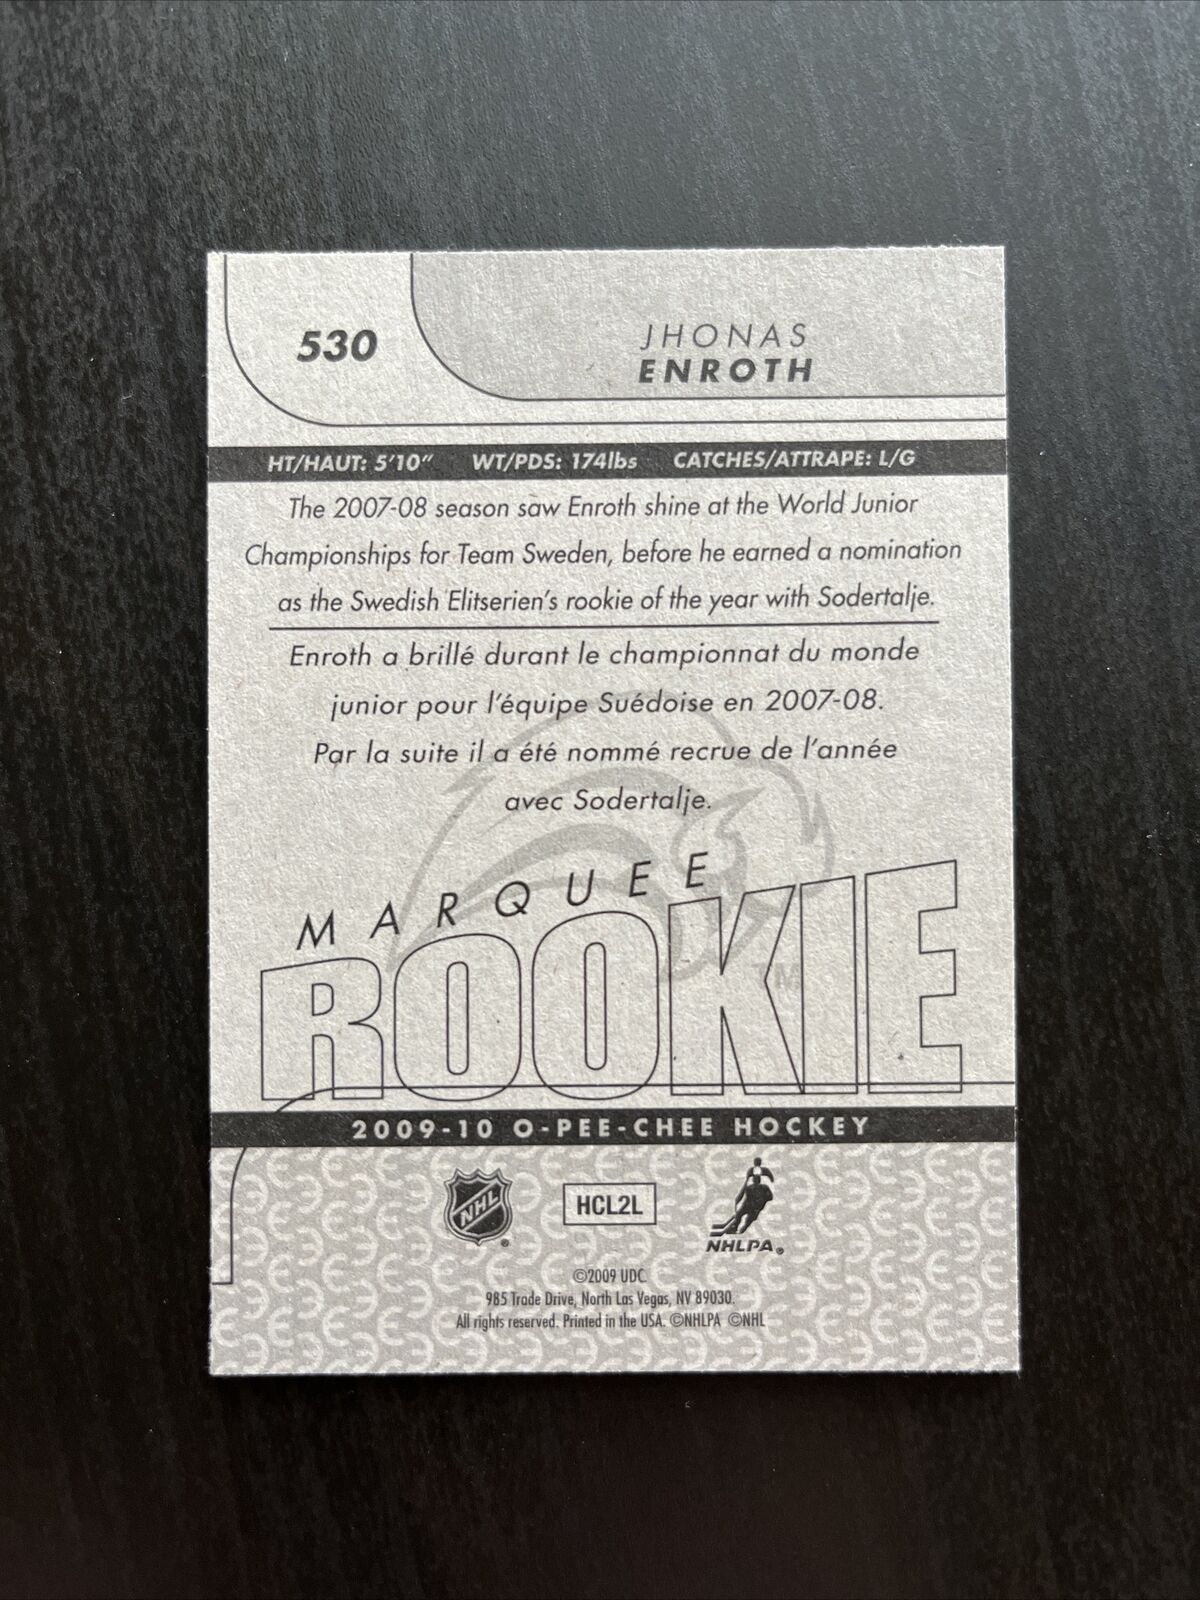 530
JHONAS
ENROTH
HT/HAUT: 5'10" WT/PDS: 174lbs CATCHES/ATTRAPE: L/G
The 2007-08 season saw Enroth shine at the World Junior
Championships for Team Sweden, before he earned a nomination
as the Swedish Elitserien's rookie of the year with Sodertalje.
Enroth a brillé durant le championnat du monde
junior pour l'équipe Suédoise en 2007-08.
Par la suite il a été nommé recrue de l'année
avec Sodertalje.
MARQUEE
ROOKIE
TM
2009-10 O-PEE-CHEE HOCKEY
NHL ®
HCL2L
NHLPA®
©2009 UDC.
985 Trade Drive, North Las Vegas, NV 89030.
All rights reserved. Printed in the USA. ©NHLPA ©NHL